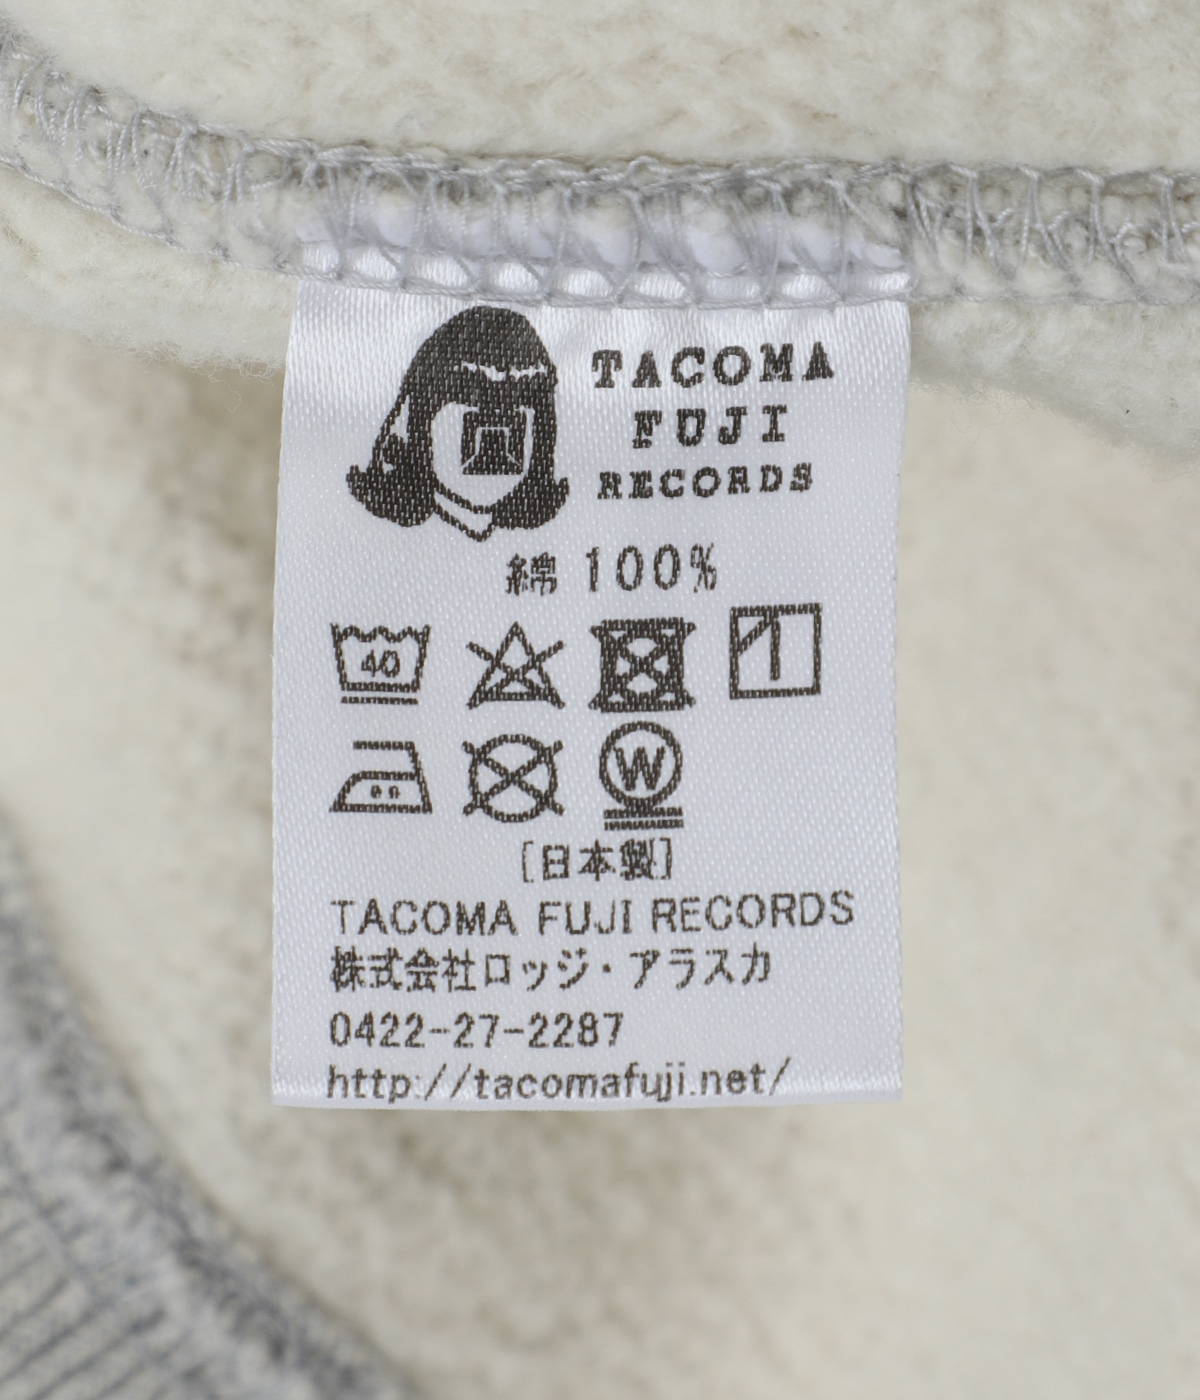 TACOMA
FUJI
RECORDS
綿 100%
40
W
[日本製]
TACOMA FUJI RECORDS
株式会社ロッジ・アラスカ
0422-27-2287
http://tacomafuji.net/